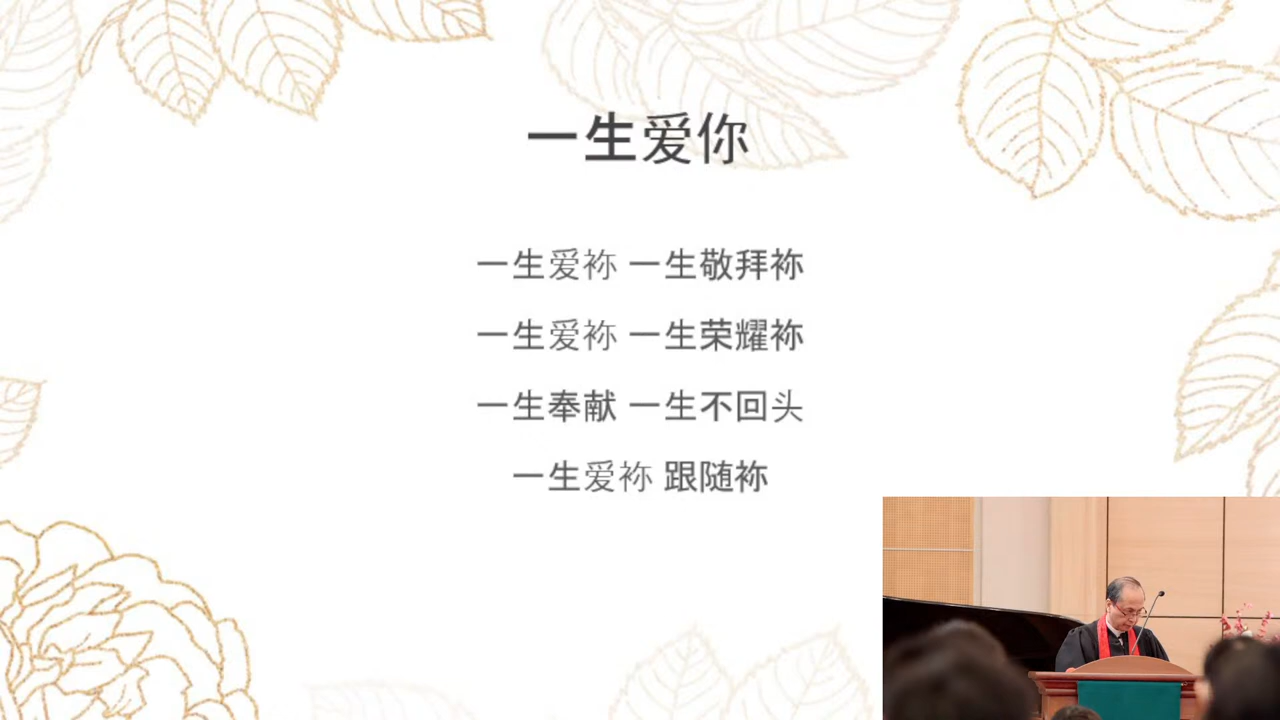 一生爱你
一生爱祢 一生敬拜祢
一生爱祢 一生荣耀祢
一生奉献 一生不回头
一生爱祢 跟随祢